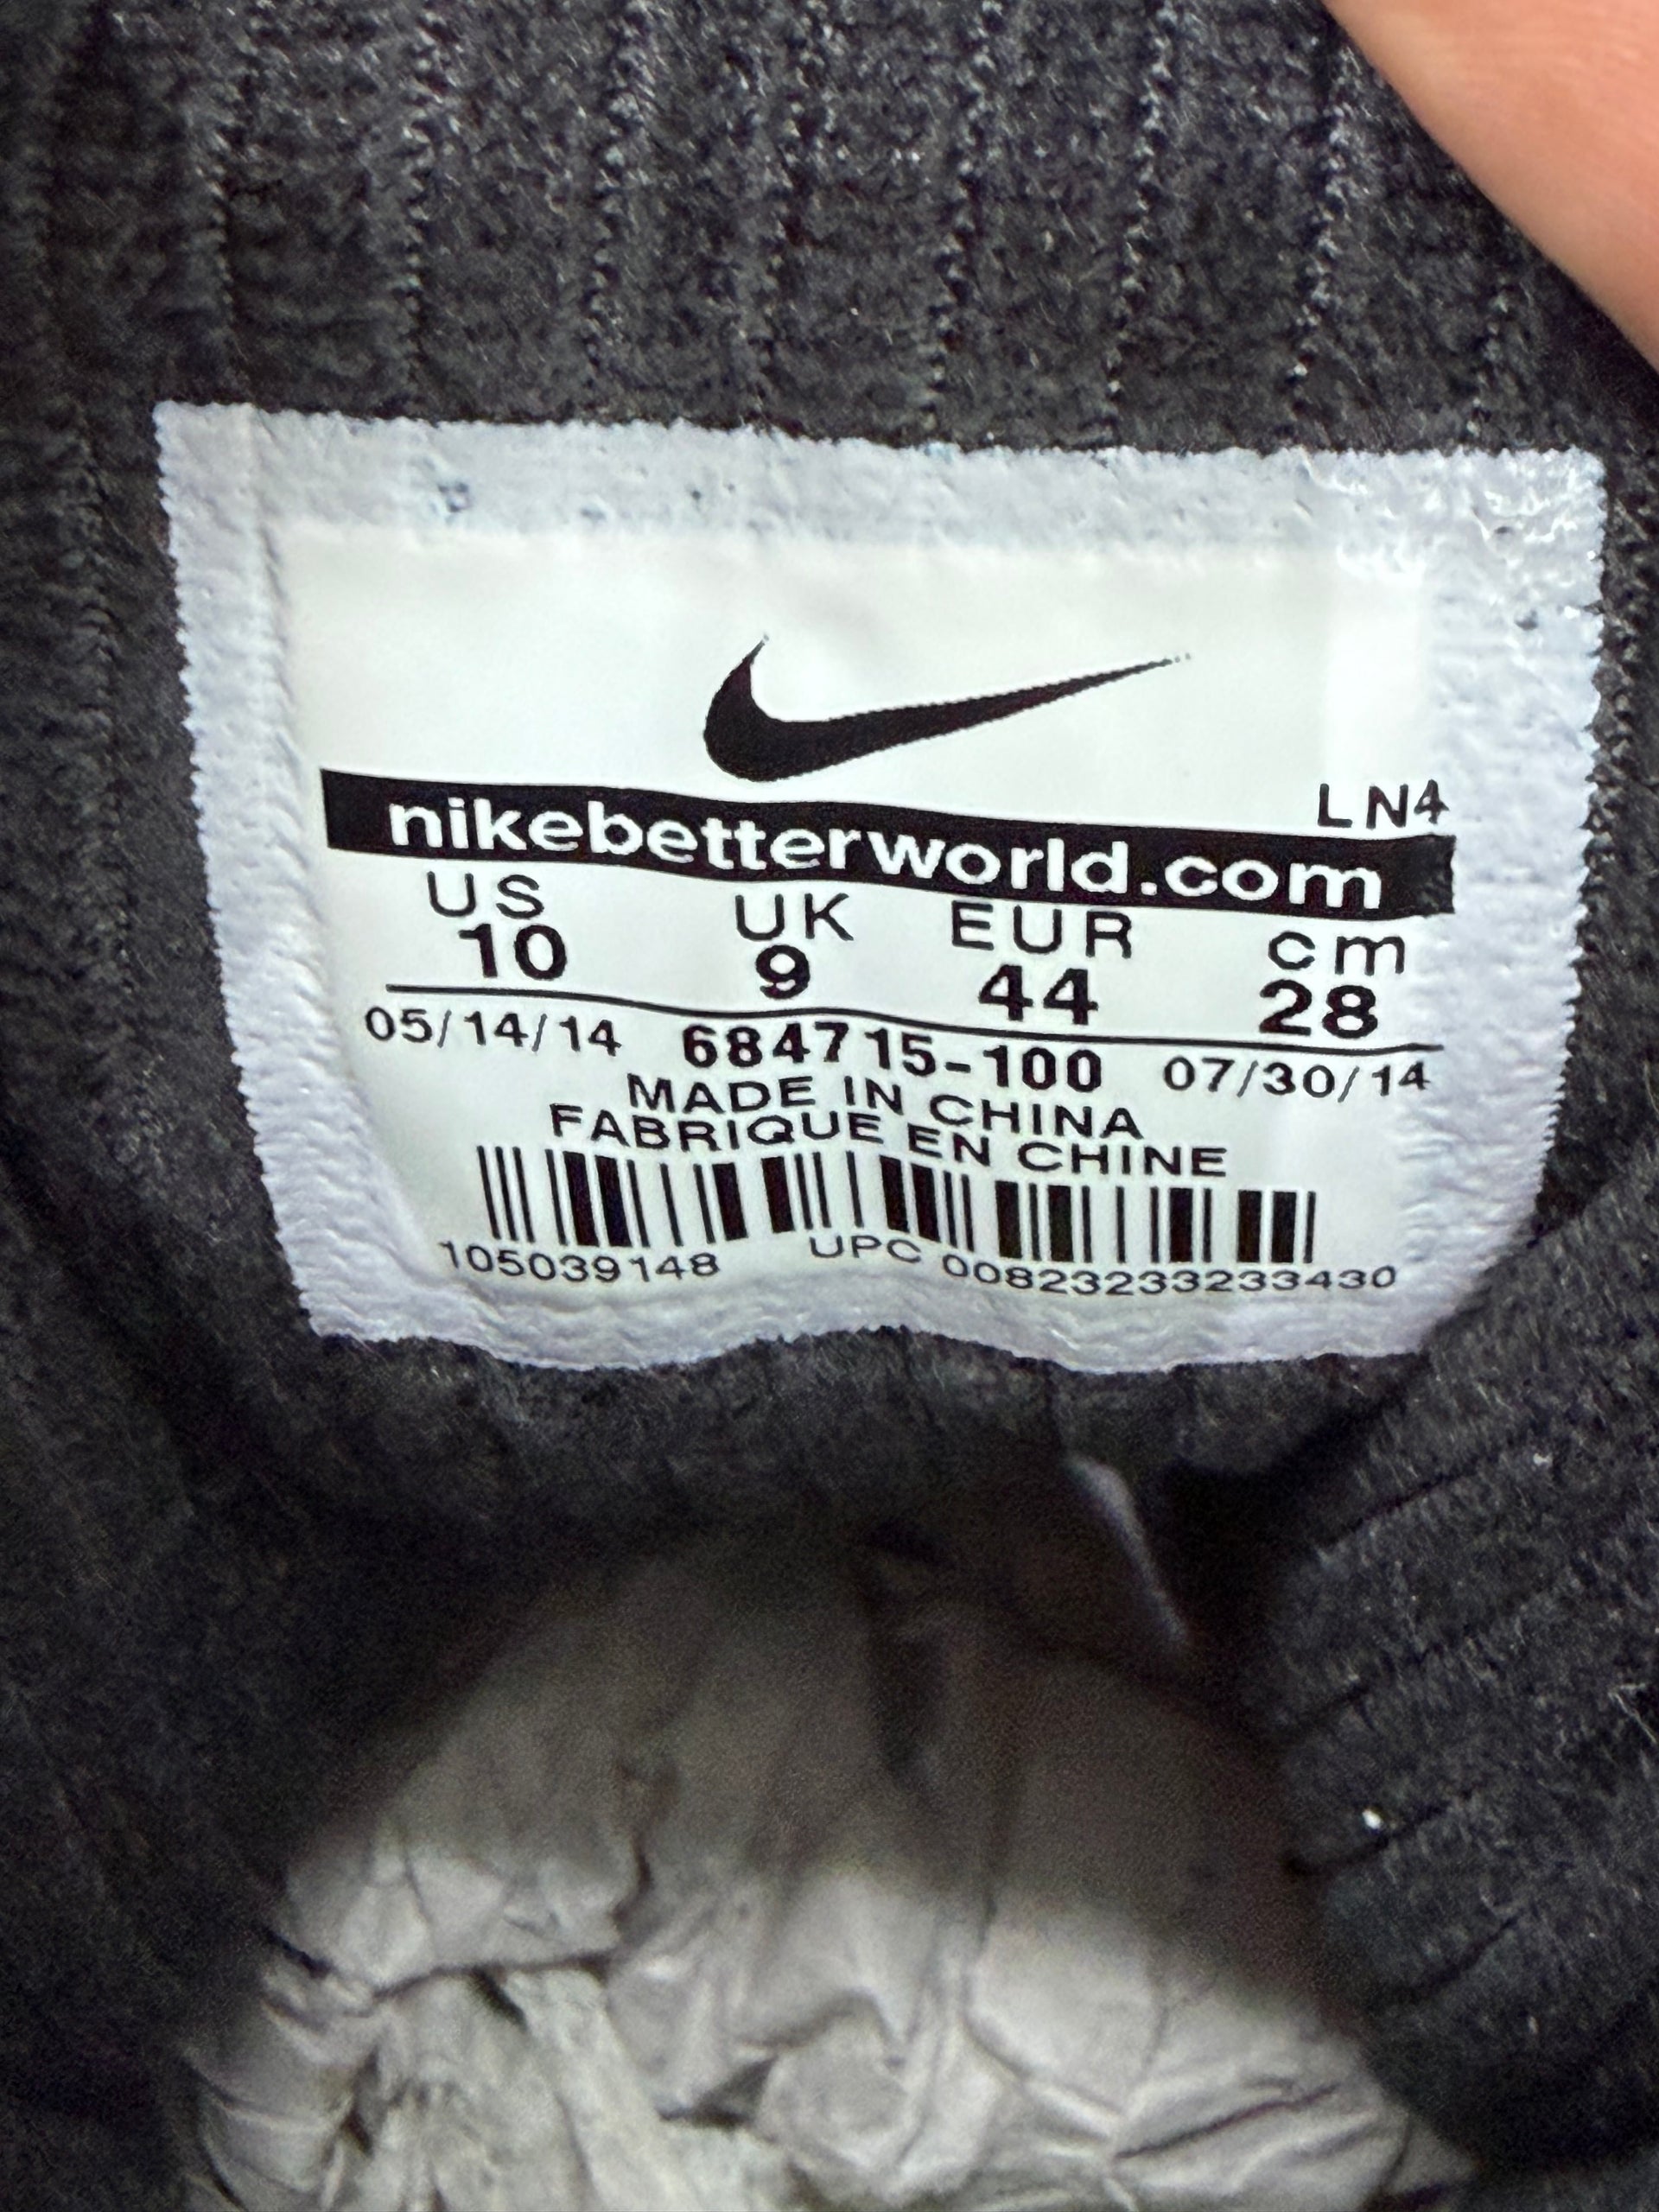 LN4
nikebetterworld.com
US UK EUR cm
10 9 44 28
05/14/14 684715-100 07/30/14
MADE IN CHINA
FABRIQUE EN CHINE
105039148 UPC 00823233233430